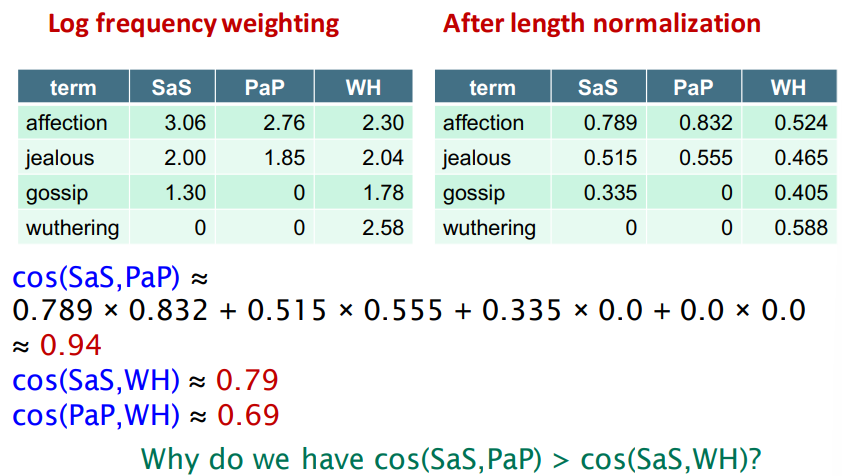 Log frequency weighting
After length normalization
term SaS PaP WH
affection 3.06 2.76 2.30
jealous 2.00 1.85 2.04
gossip 1.30 0 1.78
wuthering 0 0 2.58
term SaS PaP WH
affection 0.789 0.832 0.524
jealous 0.515 0.555 0.465
gossip 0.335 0 0.405
wuthering 0 0 0.588
cos(SaS,PaP) ≈
0.789 × 0.832 + 0.515 × 0.555 + 0.335 × 0.0 + 0.0 × 0.0
≈ 0.94
cos(SaS,WH) ≈ 0.79
cos(PaP,WH) ≈ 0.69
Why do we have cos(SaS,PaP) > cos(SaS,WH)?